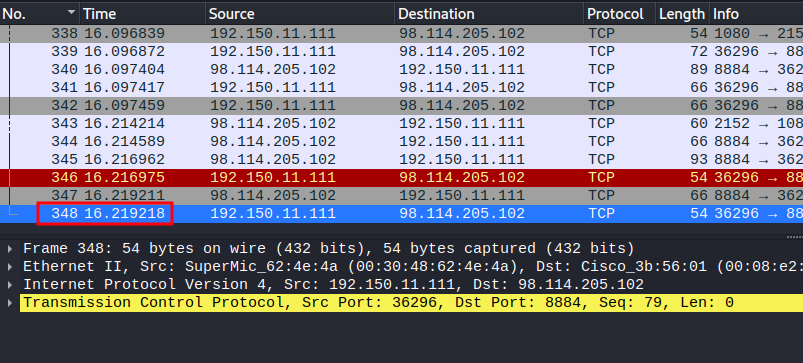 No. Time Source Destination Protocol Length Info
338 16.096839 192.150.11.111 98.114.205.102 TCP 54 1080 → 215
339 16.096872 192.150.11.111 98.114.205.102 TCP 72 36296 → 88
340 16.097404 98.114.205.102 192.150.11.111 TCP 89 8884 → 362
341 16.097417 192.150.11.111 98.114.205.102 TCP 66 36296 → 88
342 16.097459 192.150.11.111 98.114.205.102 TCP 66 36296 → 88
343 16.214214 98.114.205.102 192.150.11.111 TCP 60 2152 → 108
344 16.214589 98.114.205.102 192.150.11.111 TCP 66 8884 → 362
345 16.216962 98.114.205.102 192.150.11.111 TCP 93 8884 → 362
346 16.216975 192.150.11.111 98.114.205.102 TCP 54 36296 → 88
347 16.219211 98.114.205.102 192.150.11.111 TCP 66 8884 → 362
348 16.219218 192.150.11.111 98.114.205.102 TCP 54 36296 → 88
Frame 348: 54 bytes on wire (432 bits), 54 bytes captured (432 bits)
Ethernet II, Src: SuperMic_62:4e:4a (00:30:48:62:4e:4a), Dst: Cisco_3b:56:01 (00:08:e2:
Internet Protocol Version 4, Src: 192.150.11.111, Dst: 98.114.205.102
Transmission Control Protocol, Src Port: 36296, Dst Port: 8884, Seq: 79, Len: 0